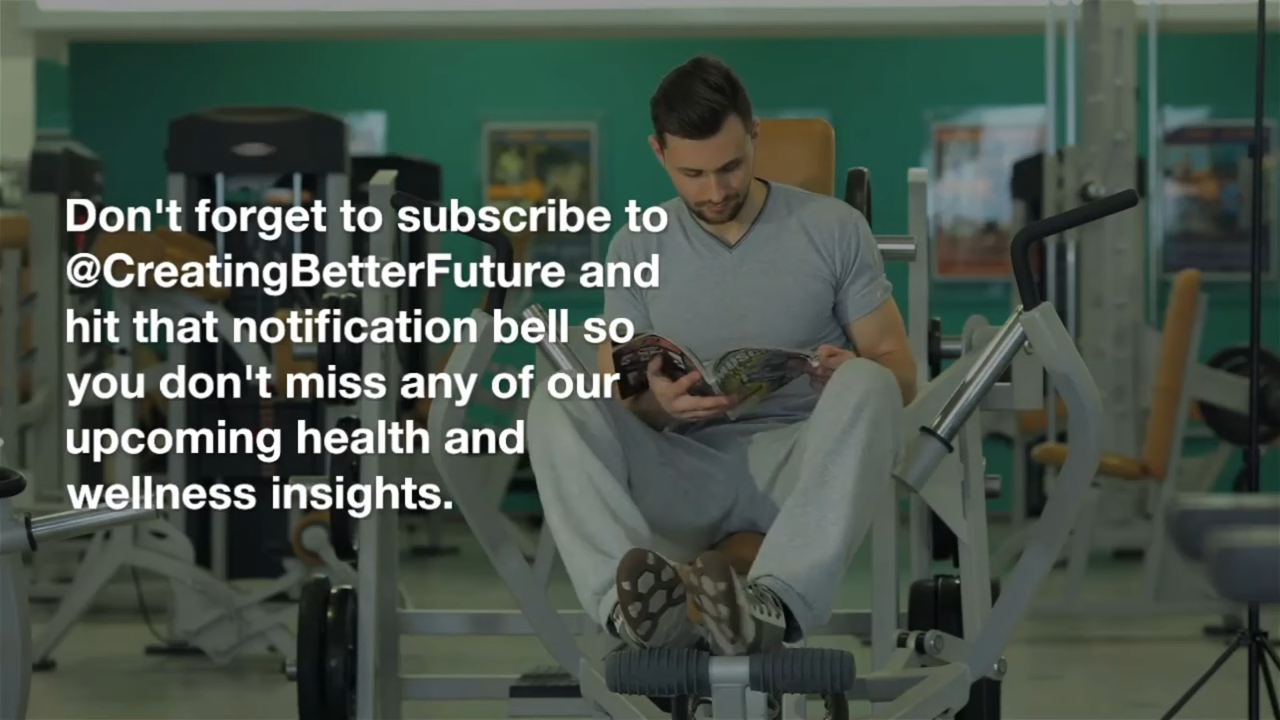 Don't forget to subscribe to
@CreatingBetterFuture and
hit that notification bell so
you don't miss any of our
upcoming health and
wellness insights.